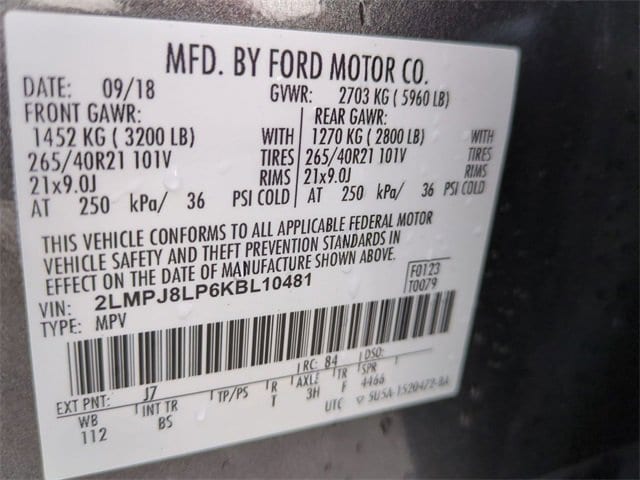 MFD. BY FORD MOTOR CO.
DATE: 09/18 GVWR: 2703 KG ( 5960 LB)
FRONT GAWR: REAR GAWR:
1452 KG ( 3200 LB) WITH 1270 KG ( 2800 LB) WITH
265/40R21 101V TIRES 265/40R21 101V TIRES
21x9.0J RIMS 21x9.0J RIMS
AT 250 kPa/ 36 PSI COLD AT 250 kPa/ 36 PSI COLD
THIS VEHICLE CONFORMS TO ALL APPLICABLE FEDERAL MOTOR
VEHICLE SAFETY AND THEFT PREVENTION STANDARDS IN
EFFECT ON THE DATE OF MANUFACTURE SHOWN ABOVE.
F0123
T0079
VIN: 2LMPJ8LP6KBL10481
TYPE: MPV
EXT PNT: J7 RC: 84 DSO:
WB INT TR TP/PS R AXLE TR SPR
112 BS T 3H F 4466
UTC